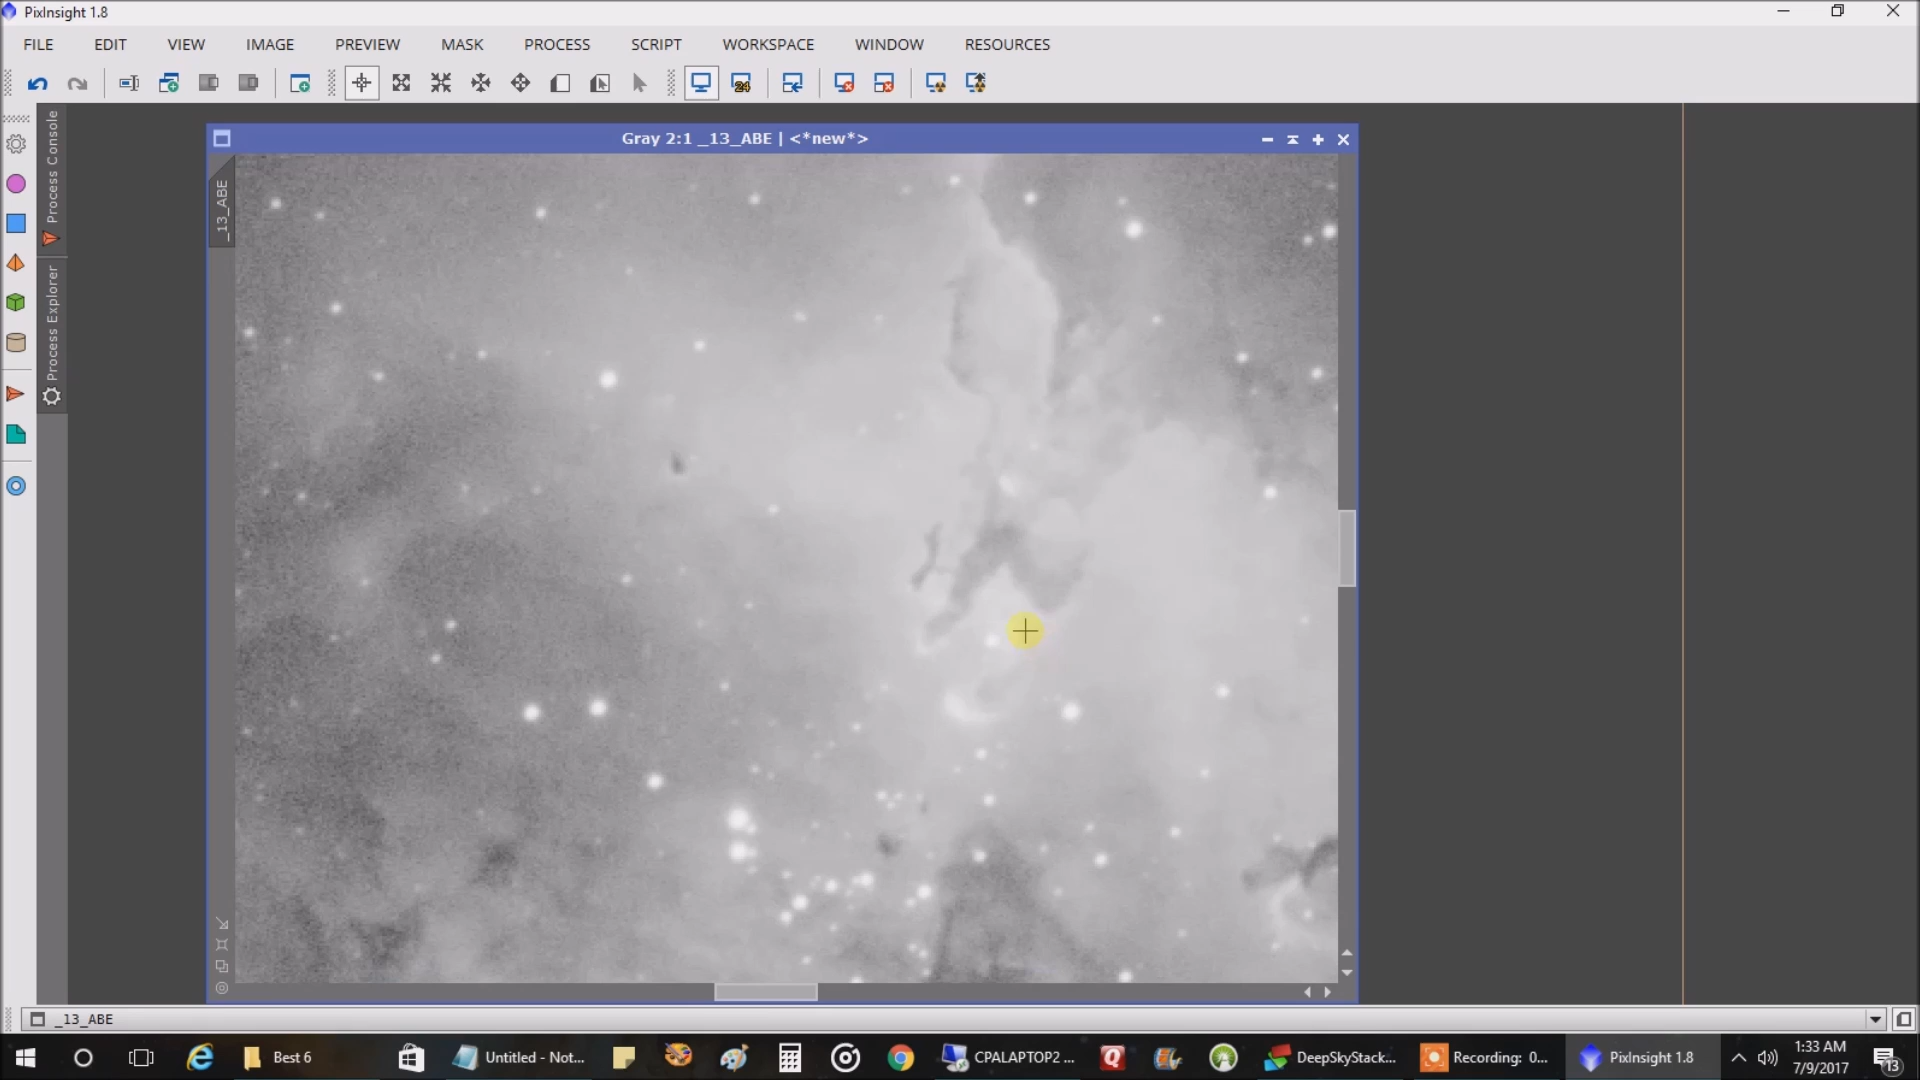 PixInsight 1.8
FILE EDIT VIEW IMAGE PREVIEW MASK PROCESS SCRIPT WORKSPACE WINDOW RESOURCES
24
Process Console
Process Explorer
Gray 2:1 _13_ABE | <*new*>
_13_ABE
_13_ABE
Best 6
Untitled - Not...
CPALAPTOP2 ...
DeepSkyStack...
Recording: 0...
PixInsight 1.8
1:33 AM
7/9/2017
13